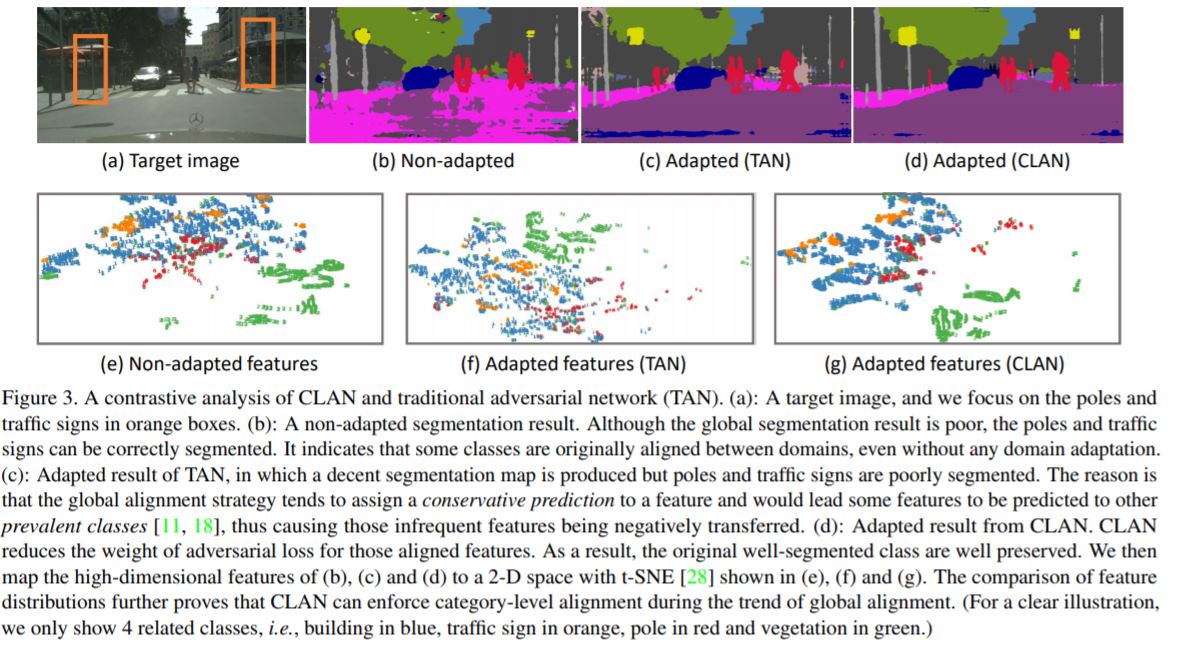 (a) Target image
(b) Non-adapted
(c) Adapted (TAN)
(d) Adapted (CLAN)
(e) Non-adapted features
(f) Adapted features (TAN)
(g) Adapted features (CLAN)
Figure 3. A contrastive analysis of CLAN and traditional adversarial network (TAN). (a): A target image, and we focus on the poles and
traffic signs in orange boxes. (b): A non-adapted segmentation result. Although the global segmentation result is poor, the poles and traffic
signs can be correctly segmented. It indicates that some classes are originally aligned between domains, even without any domain adaptation.
(c): Adapted result of TAN, in which a decent segmentation map is produced but poles and traffic signs are poorly segmented. The reason is
that the global alignment strategy tends to assign a conservative prediction to a feature and would lead some features to be predicted to other
prevalent classes [11, 18], thus causing those infrequent features being negatively transferred. (d): Adapted result from CLAN. CLAN
reduces the weight of adversarial loss for those aligned features. As a result, the original well-segmented class are well preserved. We then
map the high-dimensional features of (b), (c) and (d) to a 2-D space with t-SNE [28] shown in (e), (f) and (g). The comparison of feature
distributions further proves that CLAN can enforce category-level alignment during the trend of global alignment. (For a clear illustration,
we only show 4 related classes, i.e., building in blue, traffic sign in orange, pole in red and vegetation in green.)